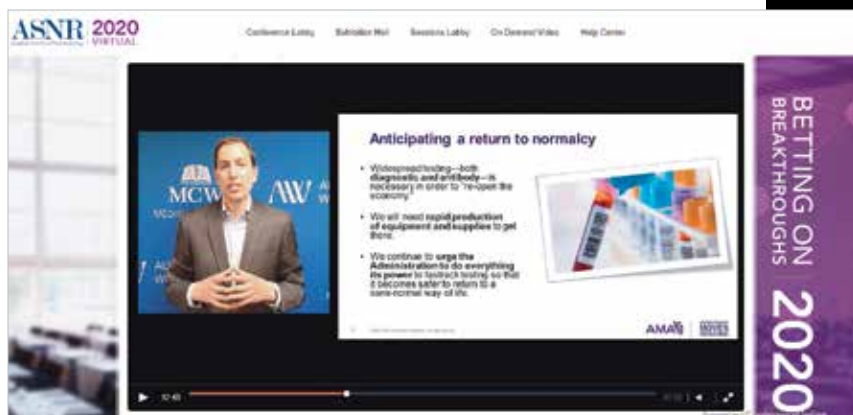 ASNR 2020
VIRTUAL
Conference Lobby Exhibition Hall Sessions Lobby On Demand Video Help Center
MCW
Anticipating a return to normalcy
• Widespread testing—both
diagnostic and antibody—is
necessary in order to "re-open the
economy."
• We will need rapid production
of equipment and supplies to get
there.
• We continue to urge the
Administration to do everything
its power to fastrack testing so that
it becomes safer to return to a
semi-normal way of life.
AMA
BETTING ON
BREAKTHROUGHS 2020